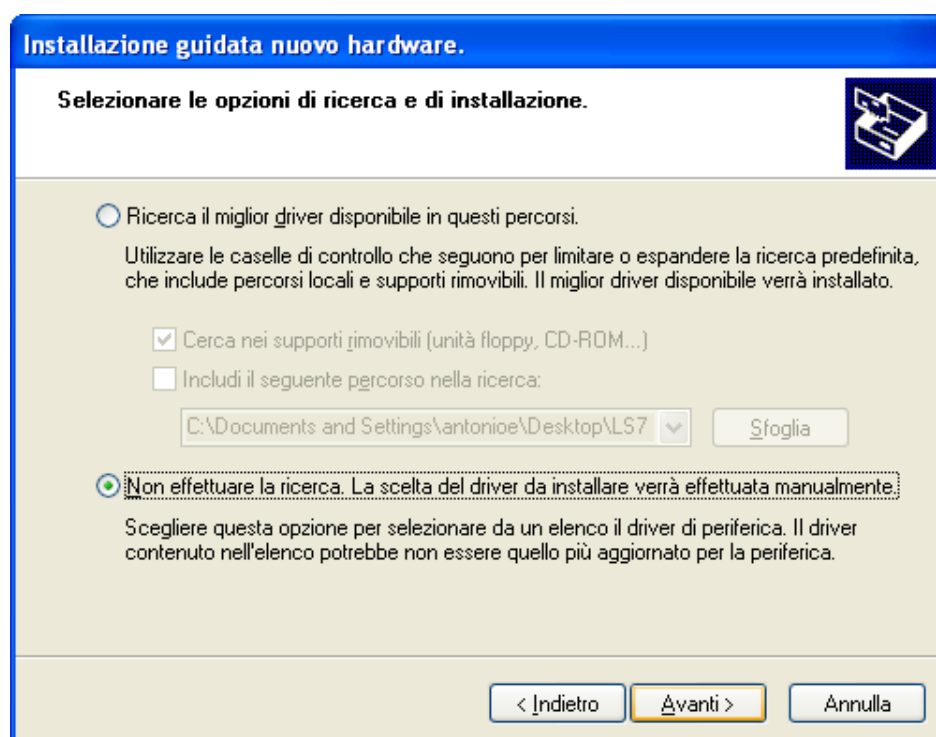 Installazione guidata nuovo hardware.
Selezionare le opzioni di ricerca e di installazione.
Ricerca il miglior driver disponibile in questi percorsi.
Utilizzare le caselle di controllo che seguono per limitare o espandere la ricerca predefinita,
che include percorsi locali e supporti rimovibili. Il miglior driver disponibile verrà installato.
Cerca nei supporti rimovibili (unità floppy, CD-ROM...)
Includi il seguente percorso nella ricerca:
C:\Documents and Settings\antonioe\Desktop\LS7
Sfoglia
Non effettuare la ricerca. La scelta del driver da installare verrà effettuata manualmente.
Scegliere questa opzione per selezionare da un elenco il driver di periferica. Il driver
contenuto nell'elenco potrebbe non essere quello più aggiornato per la periferica.
< Indietro
Avanti >
Annulla